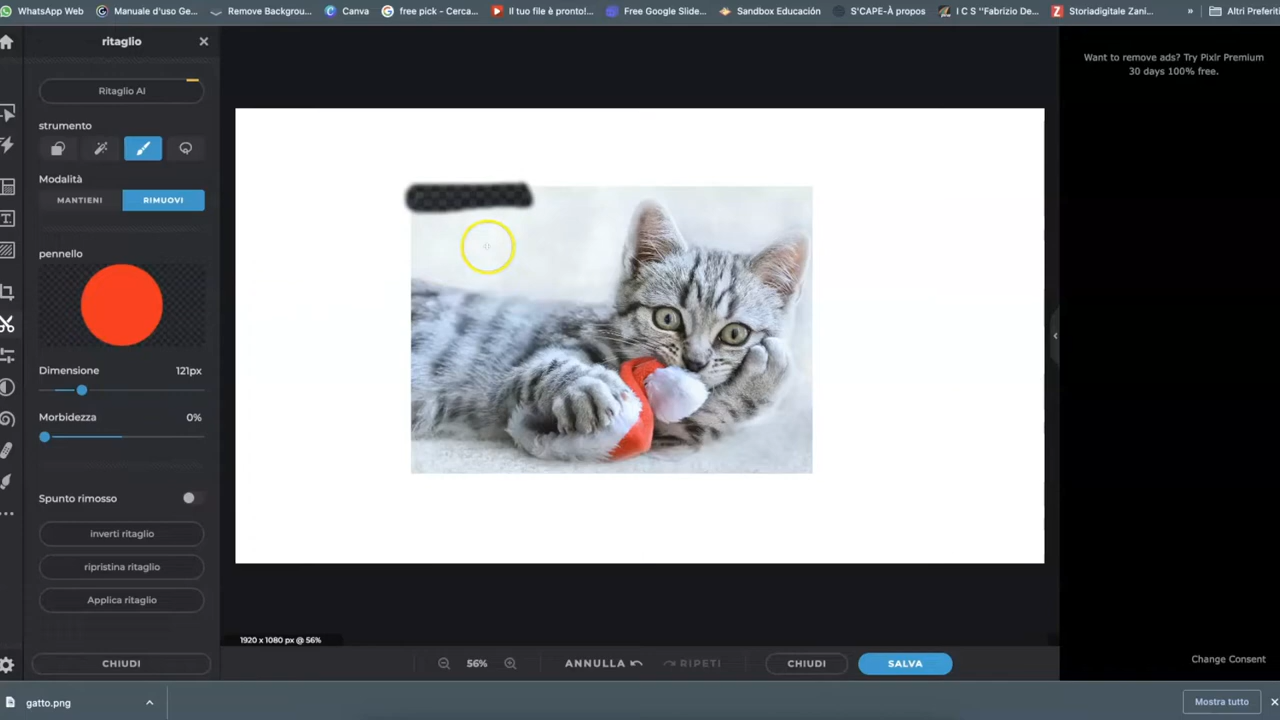 WhatsApp Web
Manuale d'uso Ge...
Remove Backgrou...
Canva
free pick - Cerca...
Il tuo file è pronto!...
Free Google Slide...
Sandbox Educación
S'CAPE-À propos
I C S "Fabrizio De...
Storiadigitale Zani...
»
Altri Preferiti
ritaglio
Ritaglio AI
strumento
Modalità
MANTIENI
RIMUOVI
pennello
Dimensione
121px
Morbidezza
0%
Spunto rimosso
inverti ritaglio
ripristina ritaglio
Applica ritaglio
CHIUDI
1920 x 1080 px @ 56%
56%
ANNULLA
RIPETI
CHIUDI
SALVA
Want to remove ads? Try Pixlr Premium
30 days 100% free.
Change Consent
gatto.png
Mostra tutto